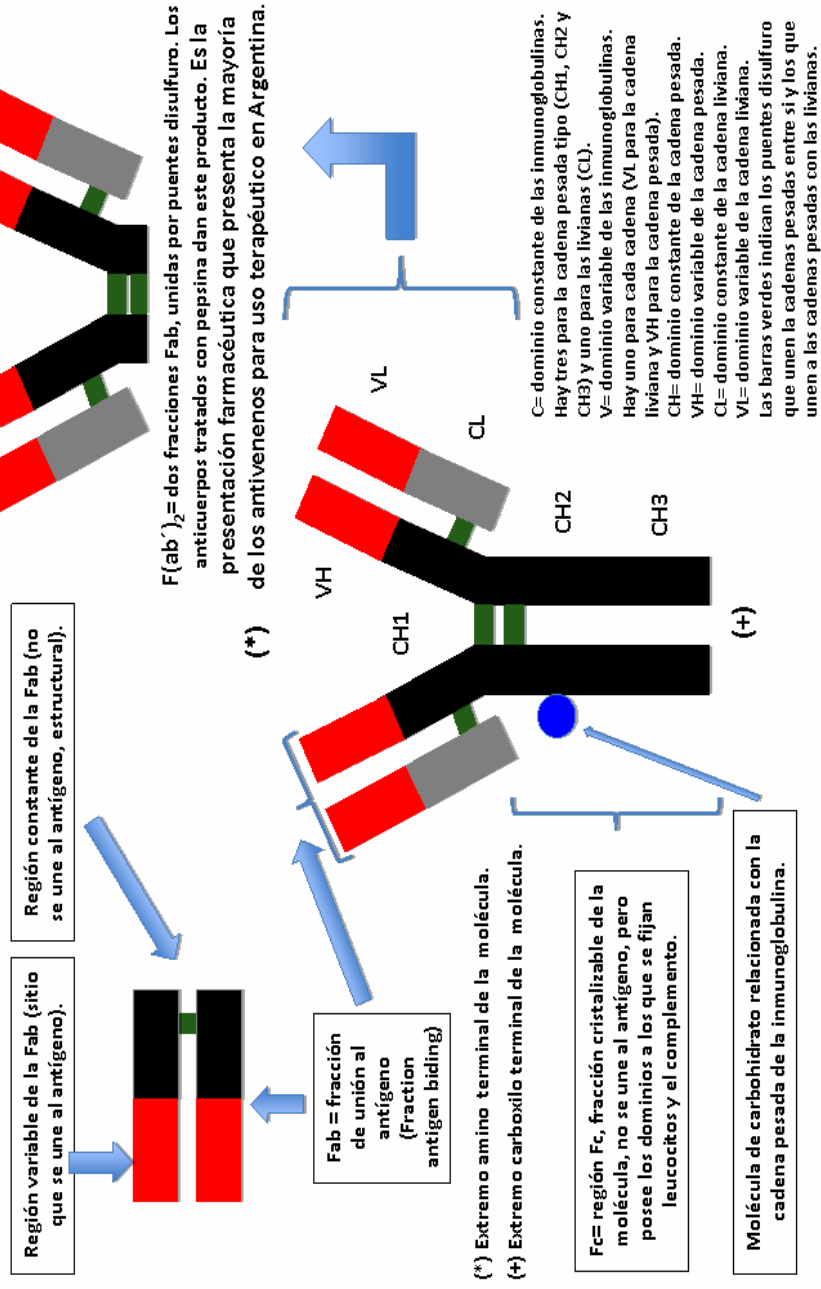 Región variable de la Fab (sitio
que se une al antígeno).
Región constante de la Fab (no
se une al antígeno, estructural).
F(ab´)2= dos fracciones Fab, unidas por puentes disulfuro. Los
anticuerpos tratados con pepsina dan este producto. Es la
presentación farmacéutica que presenta la mayoría
de los antivenenos para uso terapéutico en Argentina.
Fab = fracción
de unión al
antígeno
(Fraction
antigen biding)
(*)
VH
VL
CH1
CL
CH2
CH3
(+)
(*) Extremo amino terminal de la molécula.
(+) Extremo carboxilo terminal de la molécula.
Fc= región Fc, fracción cristalizable de la
molécula, no se une al antígeno, pero
posee los dominios a los que se fijan
leucocitos y el complemento.
Molécula de carbohidrato relacionada con la
cadena pesada de la inmunoglobulina.
C= dominio constante de las inmunoglobulinas.
Hay tres para la cadena pesada tipo (CH1, CH2 y
CH3) y uno para las livianas (CL).
V= dominio variable de las inmunoglobulinas.
Hay uno para cada cadena (VL para la cadena
liviana y VH para la cadena pesada).
CH= dominio constante de la cadena pesada.
VH= dominio variable de la cadena pesada.
CL= dominio constante de la cadena liviana.
VL= dominio variable de la cadena liviana.
Las barras verdes indican los puentes disulfuro
que unen la cadenas pesadas entre si y los que
unen a las cadenas pesadas con las livianas.